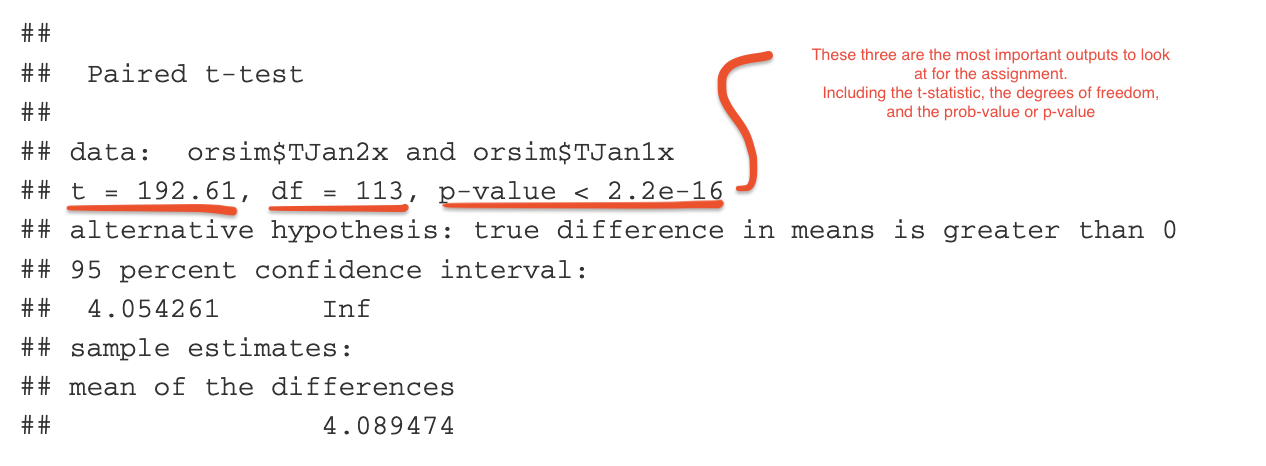 ##
##  Paired t-test
##
## data:  orsim$TJan2x and orsim$TJan1x
## t = 192.61, df = 113, p-value < 2.2e-16
## alternative hypothesis: true difference in means is greater than 0
## 95 percent confidence interval:
##  4.054261      Inf
## sample estimates:
## mean of the differences
##                4.089474
These three are the most important outputs to look
at for the assignment.
Including the t-statistic, the degrees of freedom,
and the prob-value or p-value